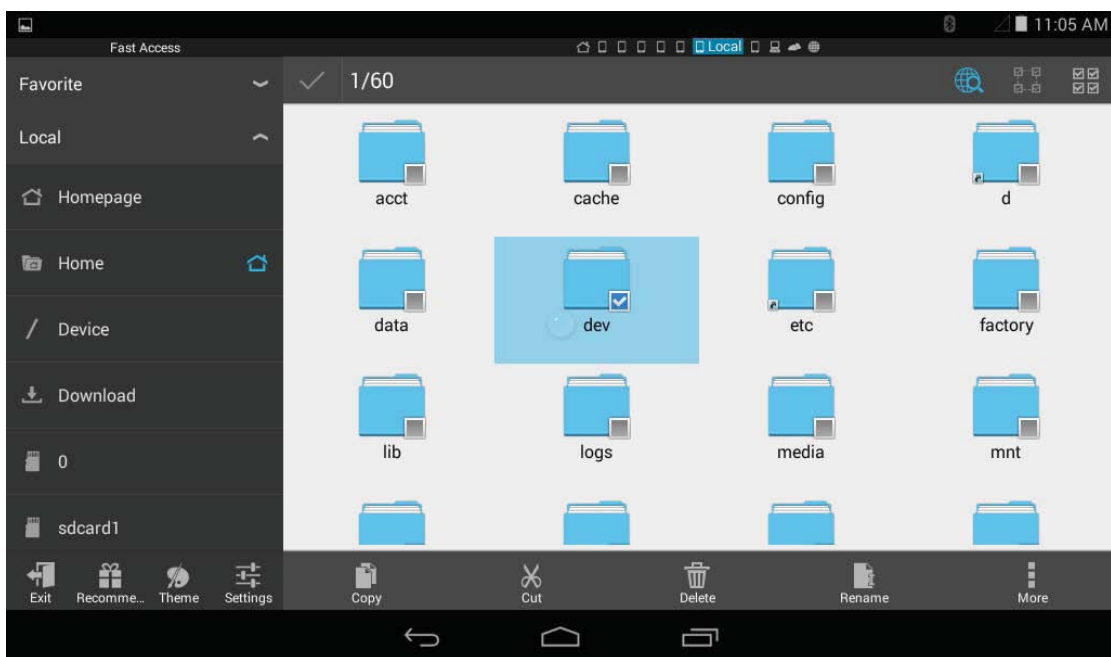 11:05 AM
Fast Access
Local
Favorite
1/60
Local
Homepage
Home
Device
Download
0
sdcard1
acct
cache
config
d
data
dev
etc
factory
lib
logs
media
mnt
Exit
Recomme...
Theme
Settings
Copy
Cut
Delete
Rename
More